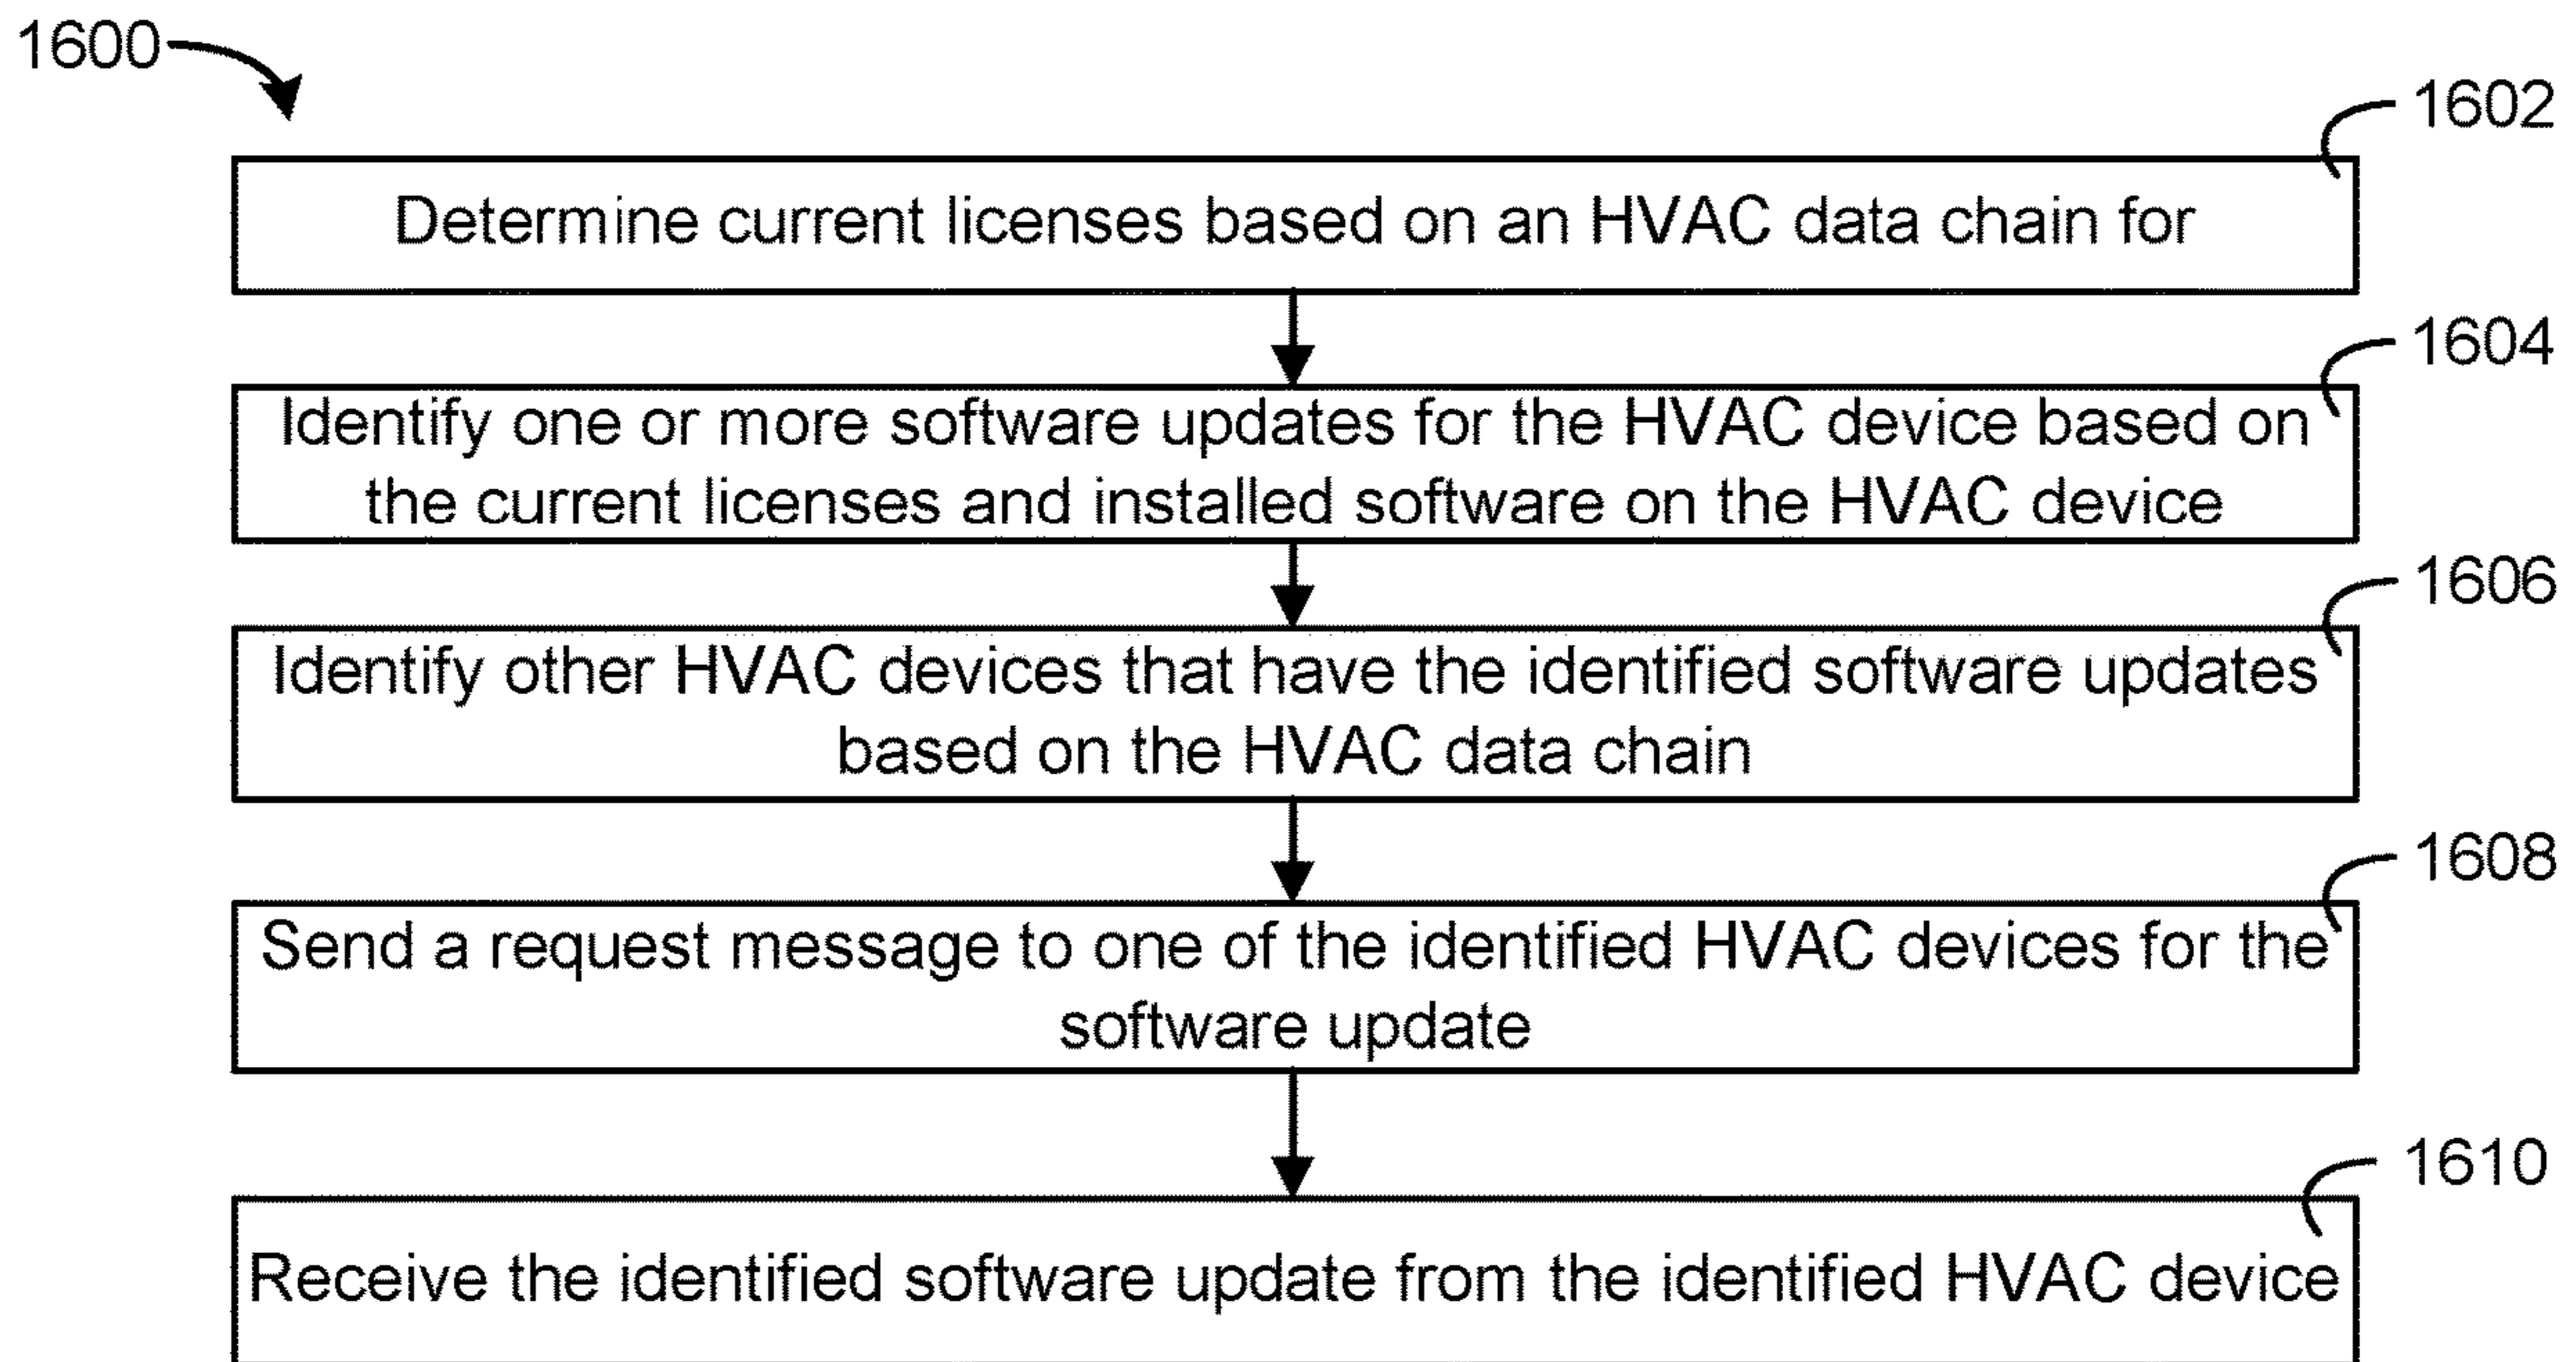 1600
1602
Determine current licenses based on an HVAC data chain for
1604
Identify one or more software updates for the HVAC device based on
the current licenses and installed software on the HVAC device
1606
Identify other HVAC devices that have the identified software updates
based on the HVAC data chain
1608
Send a request message to one of the identified HVAC devices for the
software update
1610
Receive the identified software update from the identified HVAC device